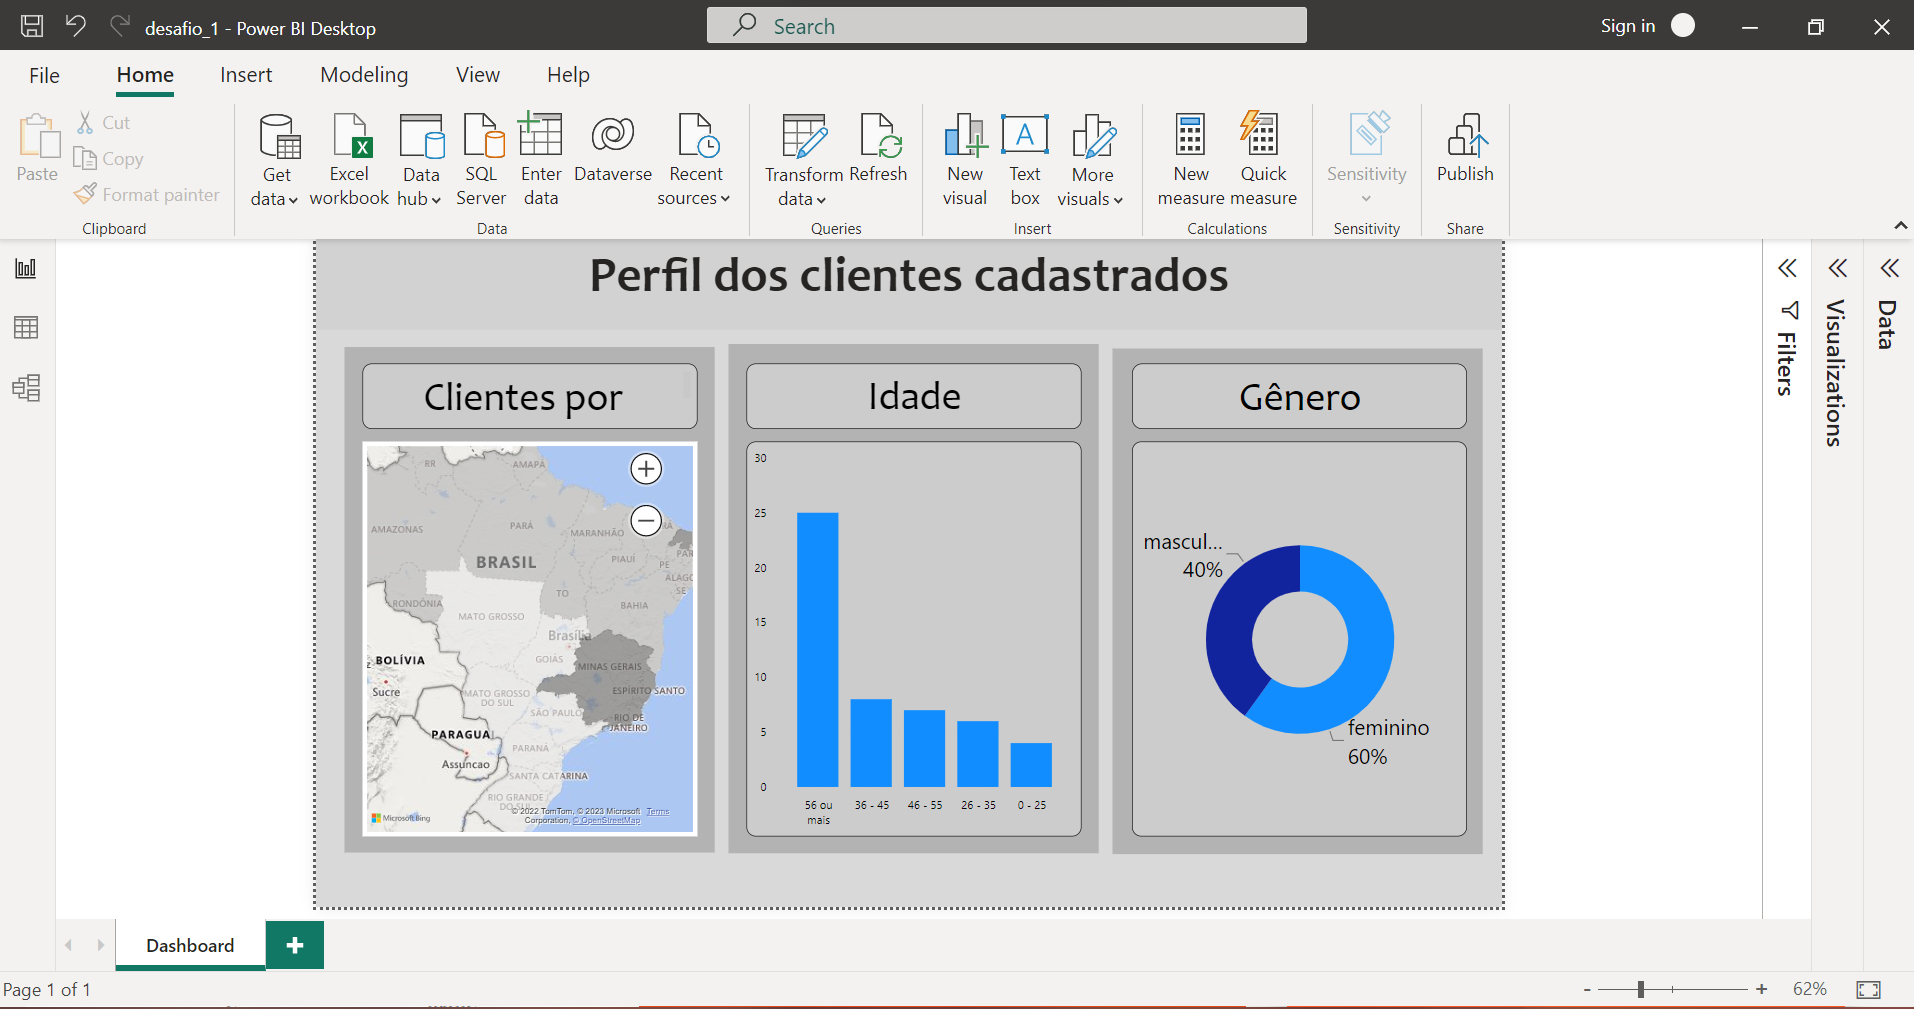 desafio_1 - Power BI Desktop
Search
Sign in
File
Home
Insert
Modeling
View
Help
Paste
Cut
Copy
Format painter
Clipboard
Get data
Excel workbook
Data hub
SQL Server
Enter data
Dataverse
Recent sources
Data
Transform data
Refresh
Queries
New visual
Text box
More visuals
Insert
New measure
Quick measure
Calculations
Sensitivity
Sensitivity
Publish
Share
Perfil dos clientes cadastrados
Clientes por
RR
AMAPÁ
AMAZONAS
PARÁ
MARANHÃO
BRASIL
PIAUÍ
PE
ALAGO
SE
RONDÔNIA
TO
BAHIA
MATO GROSSO
Brasília
GOIÁS
BOLÍVIA
MINAS GERAIS
Sucre
MATO GROSSO
DO SUL
ESPÍRITO SANTO
SÃO PAULO
RIO DE
JANEIRO
PARAGUA
PARANÁ
Assuncao
SANTA CATARINA
RIO GRANDE
DO SUL
Microsoft Bing
© 2022 TomTom, © 2023 Microsoft Terms
Corporation, © OpenStreetMap
Idade
30
25
20
15
10
5
0
56 ou
mais
36 - 45
46 - 55
26 - 35
0 - 25
Gênero
mascul...
40%
feminino
60%
Filters
Visualizations
Data
Dashboard
Page 1 of 1
62%